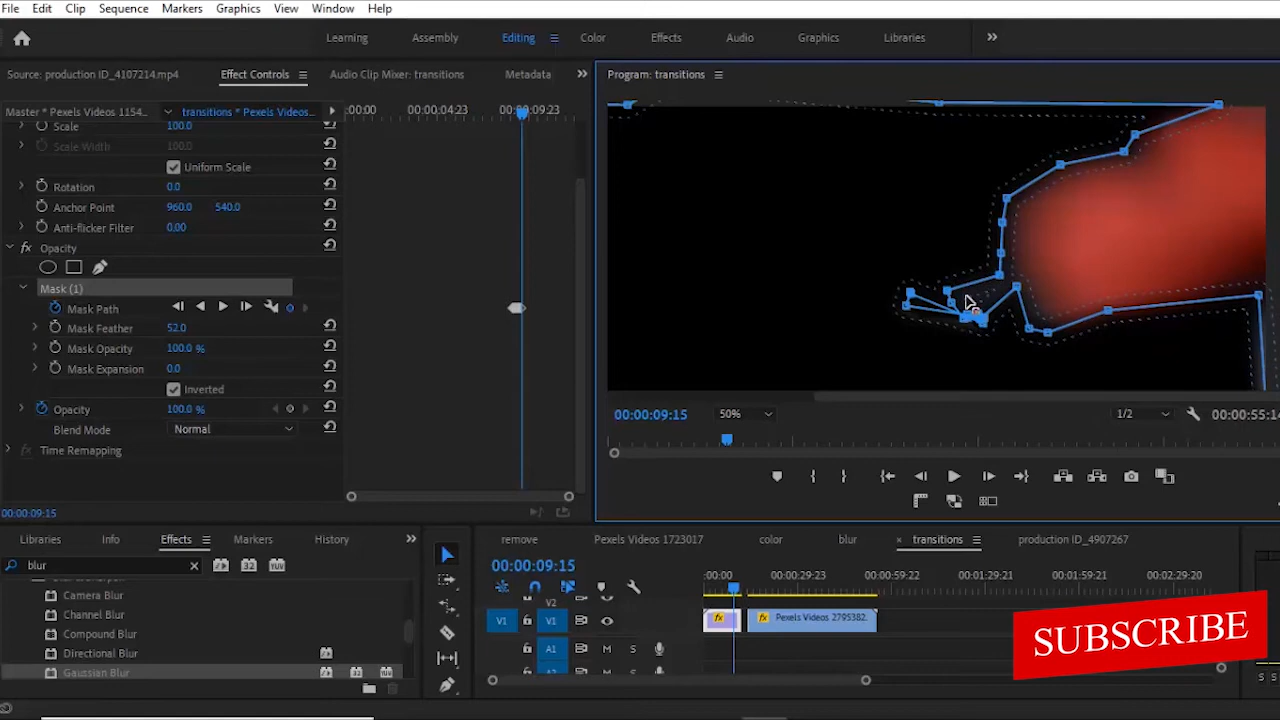 File Edit Clip Sequence Markers Graphics View Window Help
Learning Assembly Editing Color Effects Audio Graphics Libraries
Source: production ID_4107214.mp4 Effect Controls Audio Clip Mixer: transitions Metadata
Program: transitions
Master * Pexels Videos 1154... transitions * Pexels Videos... :00:00 00:00:04:23 00:00:09:23
Scale 100.0
Scale Width 100.0
Uniform Scale
Rotation 0.0
Anchor Point 960.0 540.0
Anti-flicker Filter 0.00
fx Opacity
Mask (1)
Mask Path
Mask Feather 52.0
Mask Opacity 100.0 %
Mask Expansion 0.0
Inverted
Opacity 100.0 %
Blend Mode Normal
fx Time Remapping
00:00:09:15
00:00:09:15 50% 1/2 00:00:55:14
Libraries Info Effects Markers History
blur
Camera Blur
Channel Blur
Compound Blur
Directional Blur
Gaussian Blur
remove Pexels Videos 1723017 color blur transitions production ID_4907267
00:00:09:15
:00:00 00:00:29:23 00:00:59:22 00:01:29:21 00:01:59:21 00:02:29:20
V2
V1 V1 fx fx Pexels Videos 2795382.
A1 M S
A2 M S
SUBSCRIBE
S S